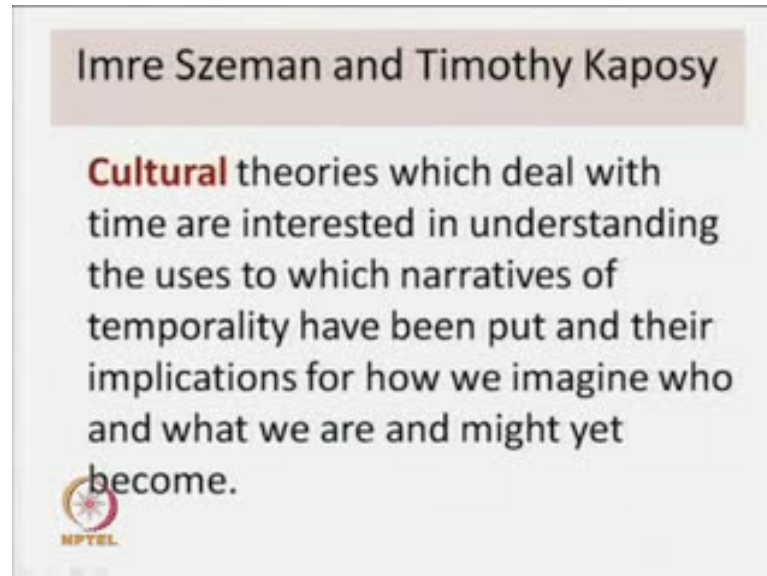 Imre Szeman and Timothy Kaposy
Cultural theories which deal with
time are interested in understanding
the uses to which narratives of
temporality have been put and their
implications for how we imagine who
and what we are and might yet
become.
NPTEL